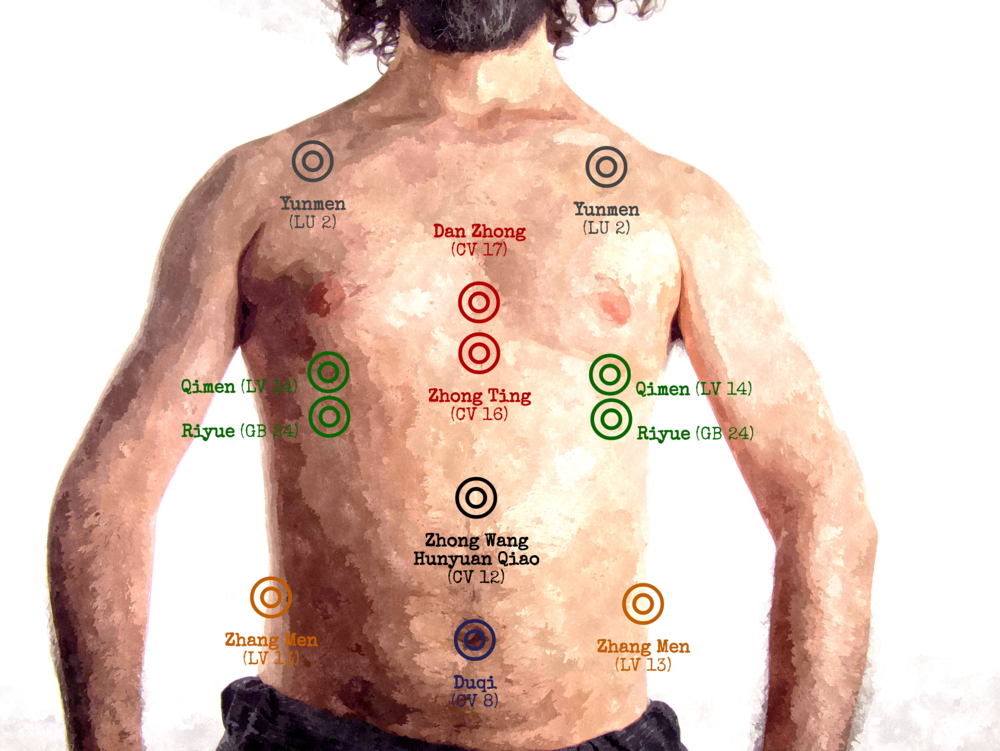 Yunmen
(LU 2)
Yunmen
(LU 2)
Dan Zhong
(CV 17)
Qimen (LV 14)
Qimen (LV 14)
Zhong Ting
(CV 16)
Riyue (GB 24)
Riyue (GB 24)
Zhong Wang
Hunyuan Qiao
(CV 12)
Zhang Men
(LV 13)
Zhang Men
(LV 13)
Duqi
(CV 8)